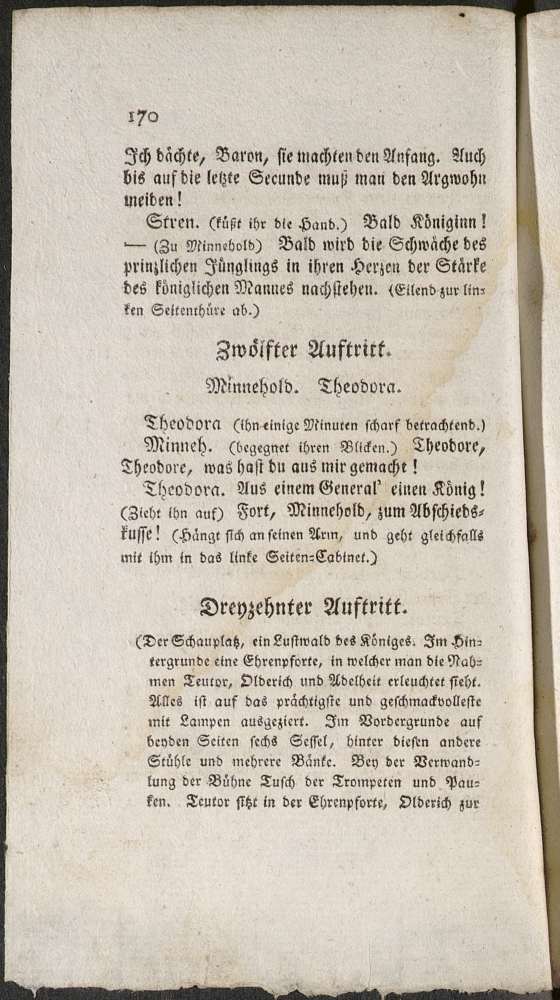 170
Ich dächte, Baron, sie machten den Anfang. Auch
bis auf die letzte Secunde muß man den Argwohn
meiden!
Stren. (küßt ihr die Hand.) Bald Königinn!
— (Zu Minnehold) Bald wird die Schwäche des
prinzlichen Jünglings in ihren Herzen der Stärke
des königlichen Mannes nachstehen. (Eilend zur lin-
ken Seitenthüre ab.)
Zwölfter Auftritt.
Minnehold. Theodora.
Theodora (ihn einige Minuten scharf betrachtend.)
Minneh. (begegnet ihren Blicken.) Theodore,
Theodore, was hast du aus mir gemacht!
Theodora. Aus einem General' einen König!
(Zieht ihn auf) Fort, Minnehold, zum Abschieds-
kusse! (Hängt sich an seinen Arm, und geht gleichfalls
mit ihm in das linke Seiten-Cabinet.)
Dreyzehnter Auftritt.
(Der Schauplatz, ein Lustwald des Königes. Im Hin-
tergrunde eine Ehrenpforte, in welcher man die Nah-
men Teutor, Olderich und Adelheit erleuchtet sieht.
Alles ist auf das prächtigste und geschmackvolleste
mit Lampen ausgeziert. Im Vordergrunde auf
beyden Seiten sechs Sessel, hinter diesen andere
Stühle und mehrere Bänke. Bey der Verwand-
lung der Bühne Tusch der Trompeten und Pau-
ken. Teutor sitzt in der Ehrenpforte, Olderich zur